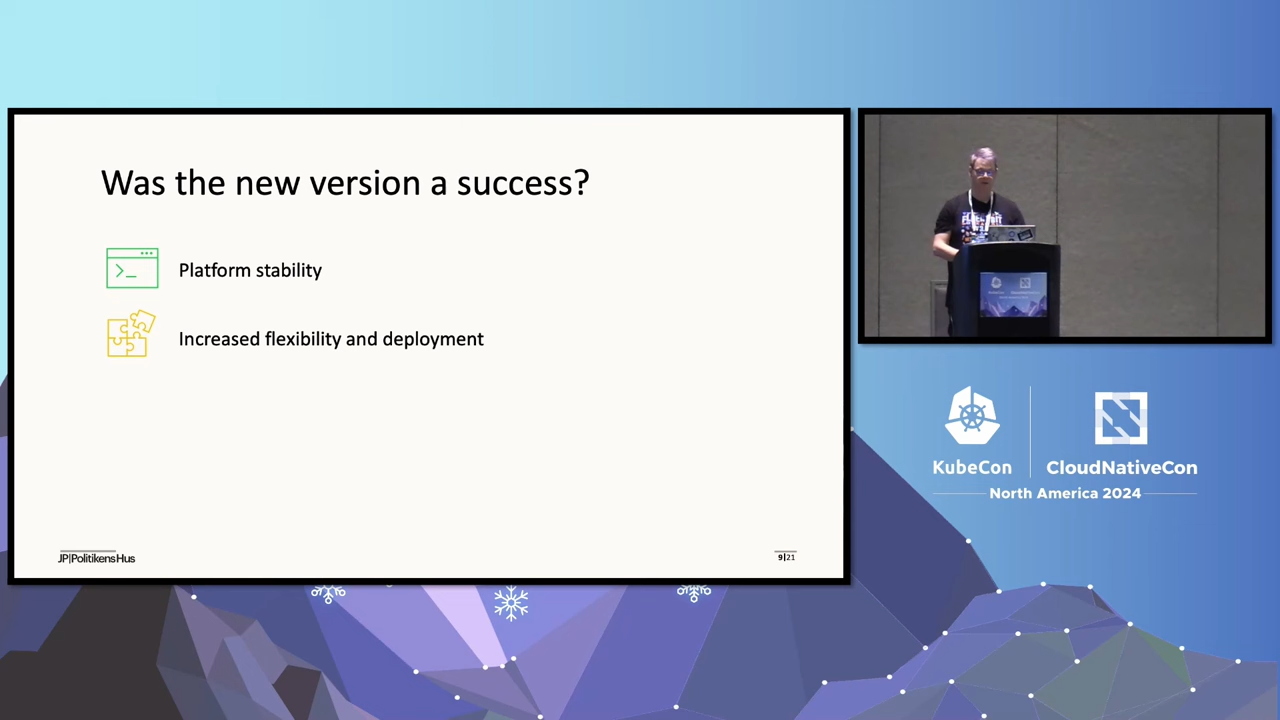 Was the new version a success?
Platform stability
Increased flexibility and deployment
JP|PolitikensHus
9|21
KubeCon
CloudNativeCon
North America 2024